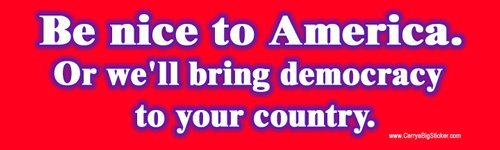 Be nice to America.
Or we'll bring democracy
to your country.
www.CarryaBigSticker.com